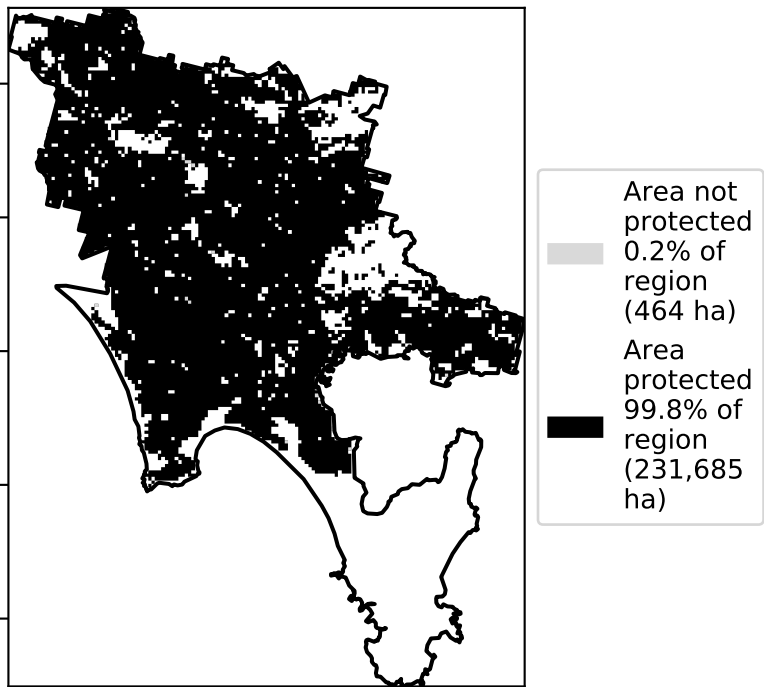 Area not
protected
0.2% of
region
(464 ha)
Area
protected
99.8% of
region
(231,685
ha)